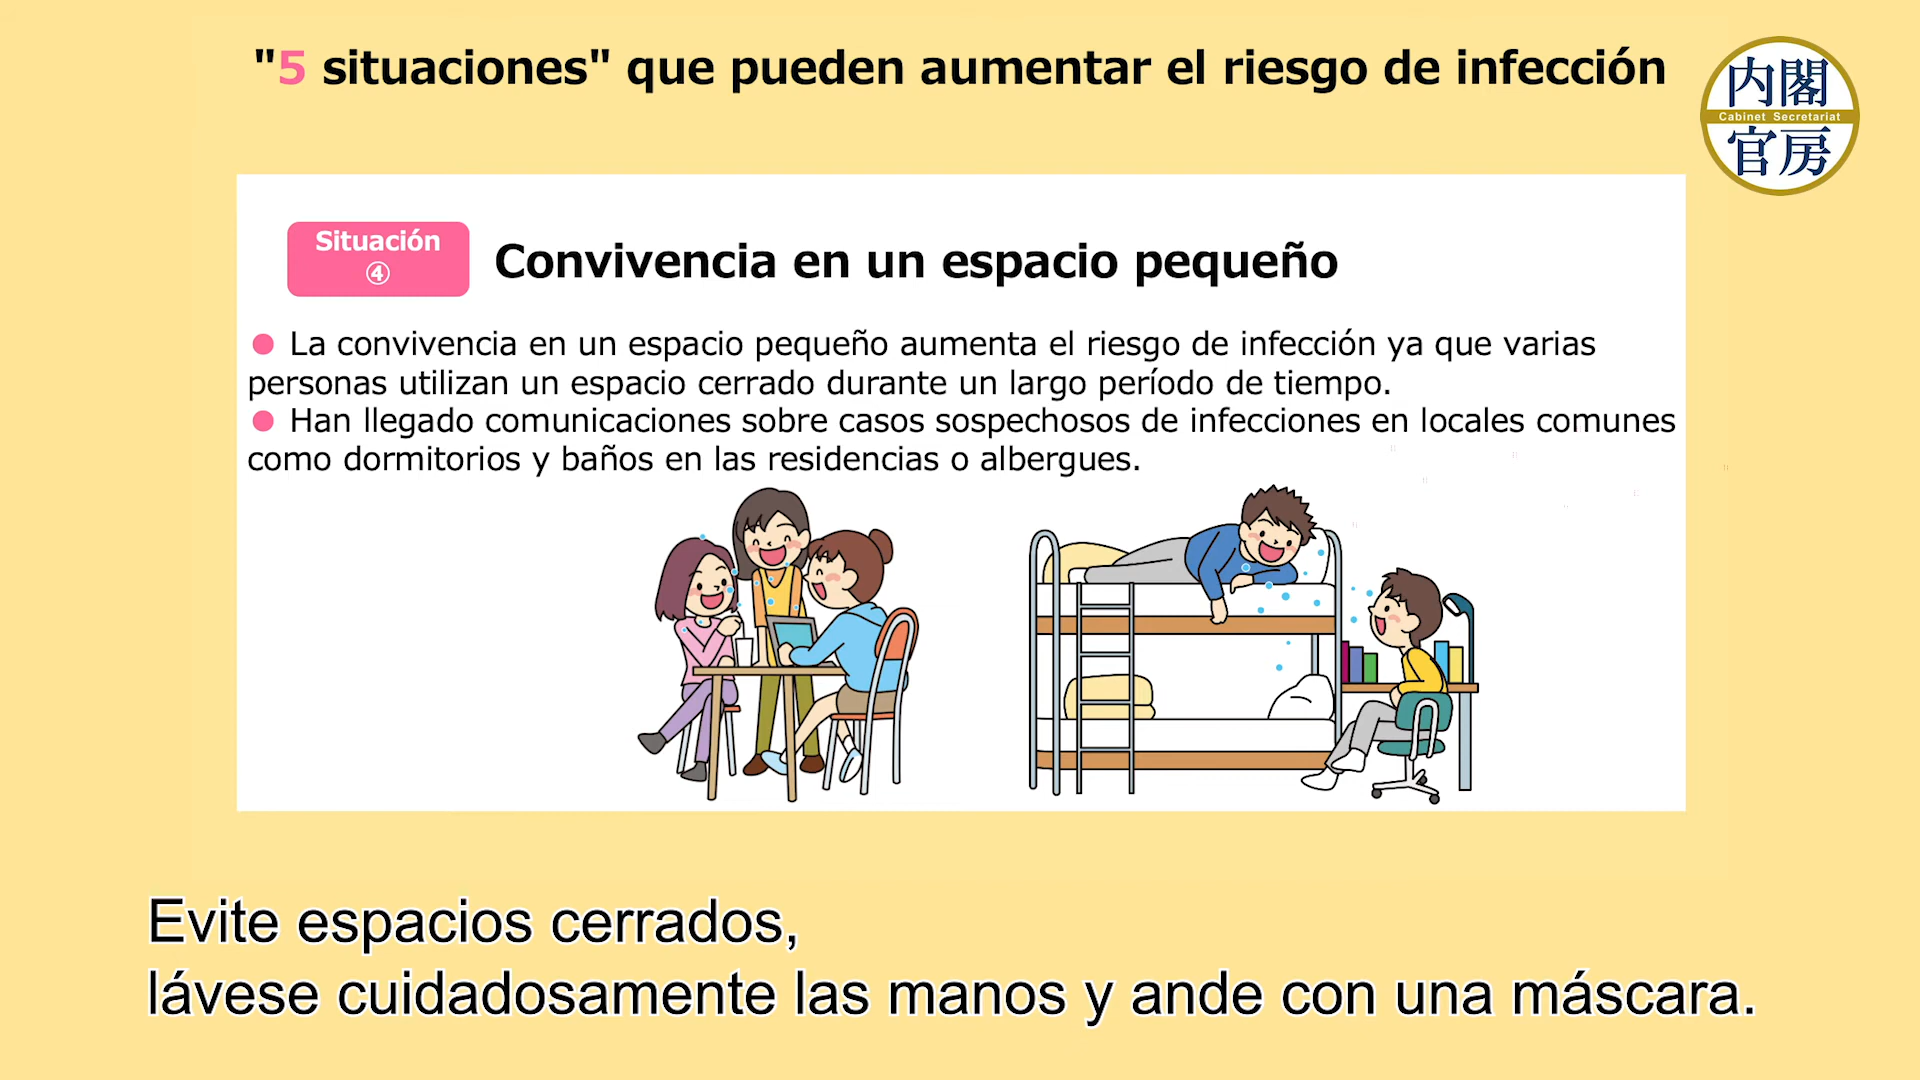 "5 situaciones" que pueden aumentar el riesgo de infección
内閣
Cabinet Secretariat
官房
Situación
④
Convivencia en un espacio pequeño
● La convivencia en un espacio pequeño aumenta el riesgo de infección ya que varias
personas utilizan un espacio cerrado durante un largo período de tiempo.
● Han llegado comunicaciones sobre casos sospechosos de infecciones en locales comunes
como dormitorios y baños en las residencias o albergues.
Evite espacios cerrados,
lávese cuidadosamente las manos y ande con una máscara.